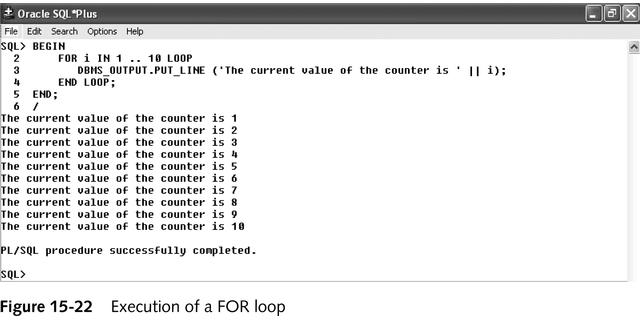 Oracle SQL*Plus
File Edit Search Options Help
SQL> BEGIN
2 FOR i IN 1 .. 10 LOOP
3 DBMS_OUTPUT.PUT_LINE ('The current value of the counter is ' || i);
4 END LOOP;
5 END;
6 /
The current value of the counter is 1
The current value of the counter is 2
The current value of the counter is 3
The current value of the counter is 4
The current value of the counter is 5
The current value of the counter is 6
The current value of the counter is 7
The current value of the counter is 8
The current value of the counter is 9
The current value of the counter is 10
PL/SQL procedure successfully completed.
SQL>
Figure 15-22 Execution of a FOR loop